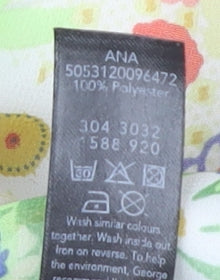 ANA
5053120096472
100% Polyester
304 3032
1588 920
30
Wash similar colours
together. Wash inside out
Iron on reverse. To help
the environment, George